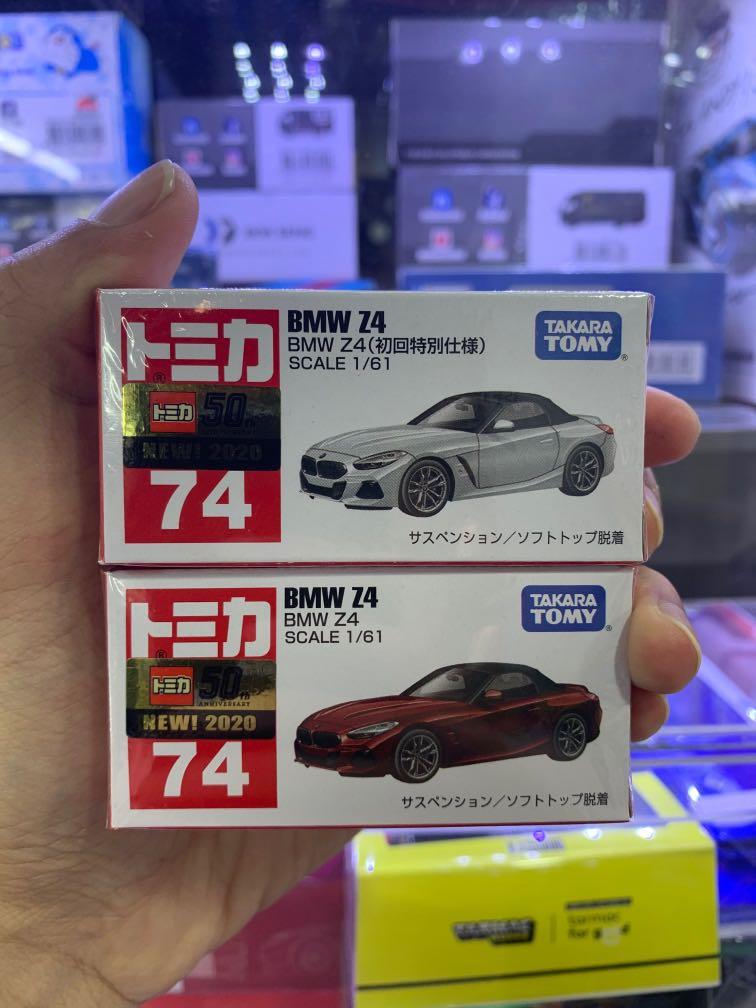 トミカ®
BMW Z4
BMW Z4(初回特別仕様)
SCALE 1/61
TAKARA
TOMY®
トミカ 50th
ANNIVERSARY
NEW! 2020
74
サスペンション/ソフトトップ脱着
トミカ®
BMW Z4
BMW Z4
SCALE 1/61
TAKARA
TOMY®
トミカ 50th
ANNIVERSARY
NEW! 2020
74
サスペンション/ソフトトップ脱着
tarmac